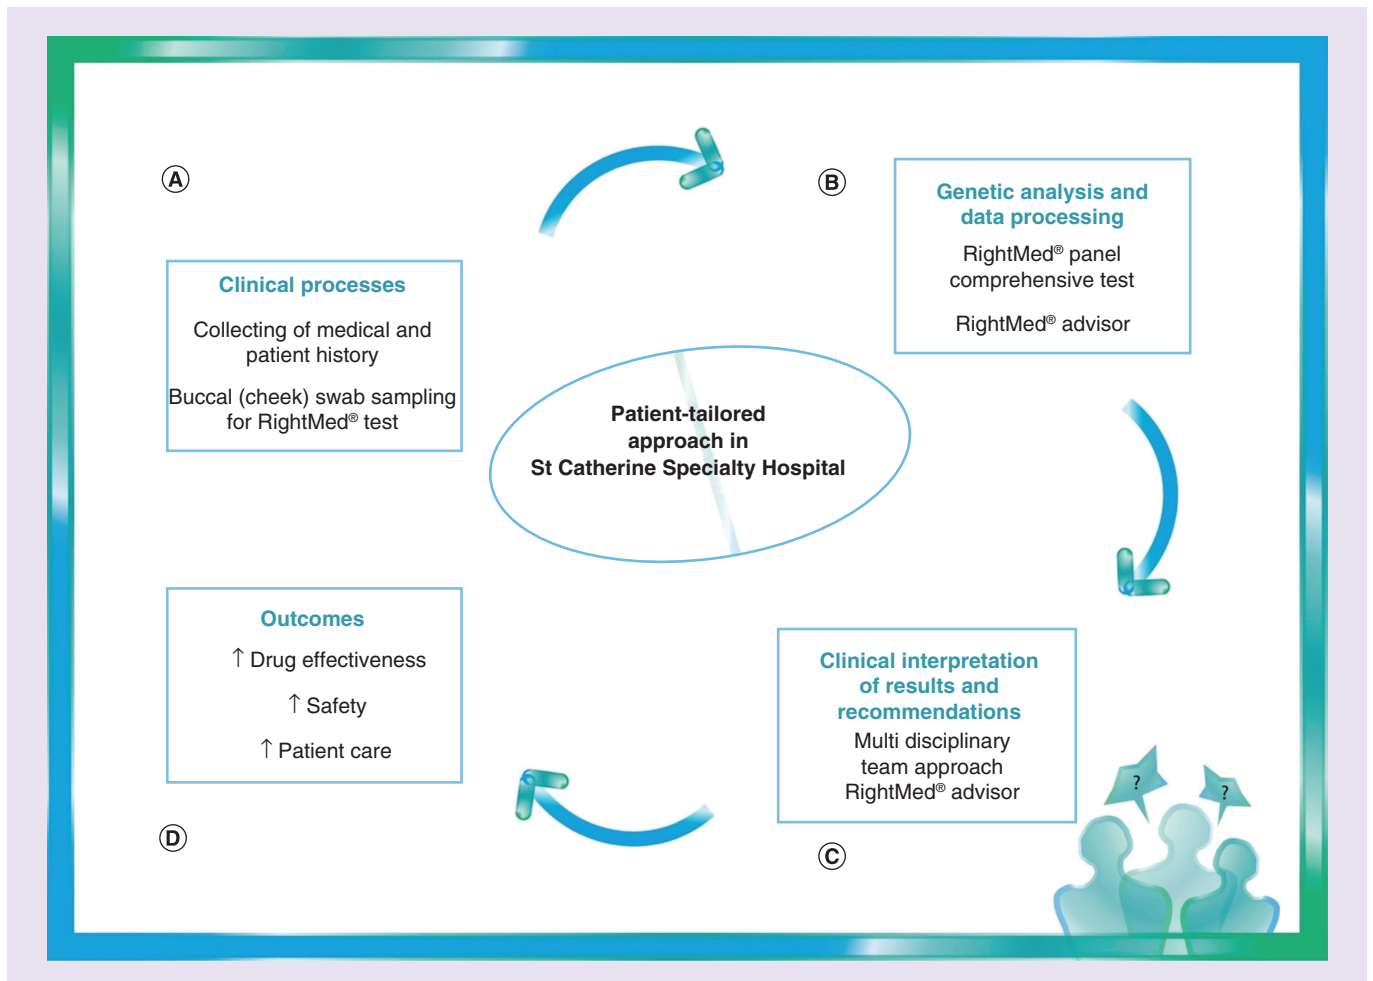 A
Clinical processes
Collecting of medical and
patient history
Buccal (cheek) swab sampling
for RightMed® test
B
Genetic analysis and
data processing
RightMed® panel
comprehensive test
RightMed® advisor
Patient-tailored
approach in
St Catherine Specialty Hospital
Clinical interpretation
of results and
recommendations
Multi disciplinary
team approach
RightMed® advisor
C
?
?
Outcomes
↑ Drug effectiveness
↑ Safety
↑ Patient care
D